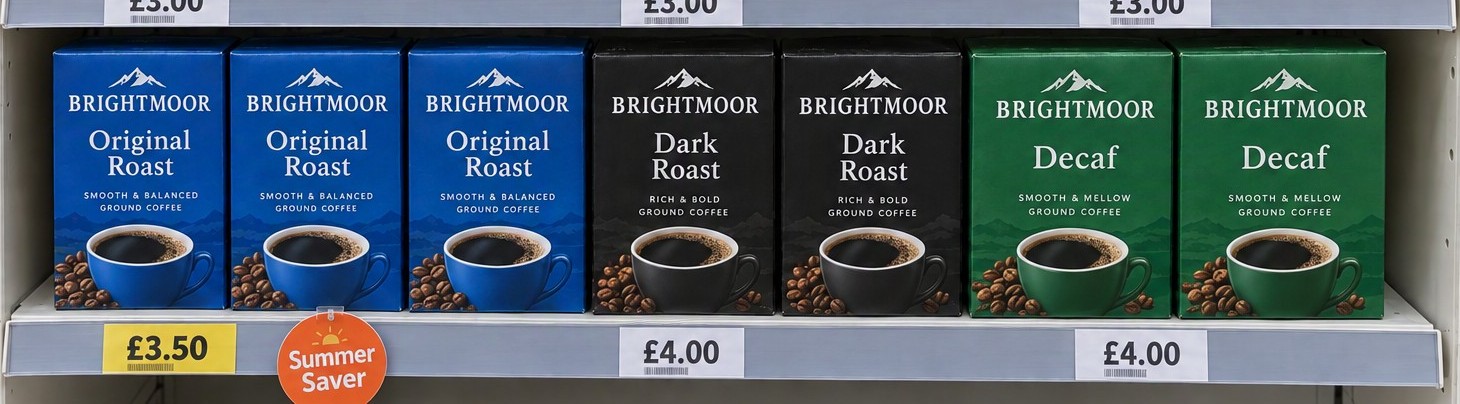 £3.00
£3.00
£3.00
BRIGHTMOOR
Original
Roast
SMOOTH & BALANCED
GROUND COFFEE
BRIGHTMOOR
Original
Roast
SMOOTH & BALANCED
GROUND COFFEE
BRIGHTMOOR
Original
Roast
SMOOTH & BALANCED
GROUND COFFEE
BRIGHTMOOR
Dark
Roast
RICH & BOLD
GROUND COFFEE
BRIGHTMOOR
Dark
Roast
RICH & BOLD
GROUND COFFEE
BRIGHTMOOR
Decaf
SMOOTH & MELLOW
GROUND COFFEE
BRIGHTMOOR
Decaf
SMOOTH & MELLOW
GROUND COFFEE
£3.50
Summer
Saver
£4.00
£4.00